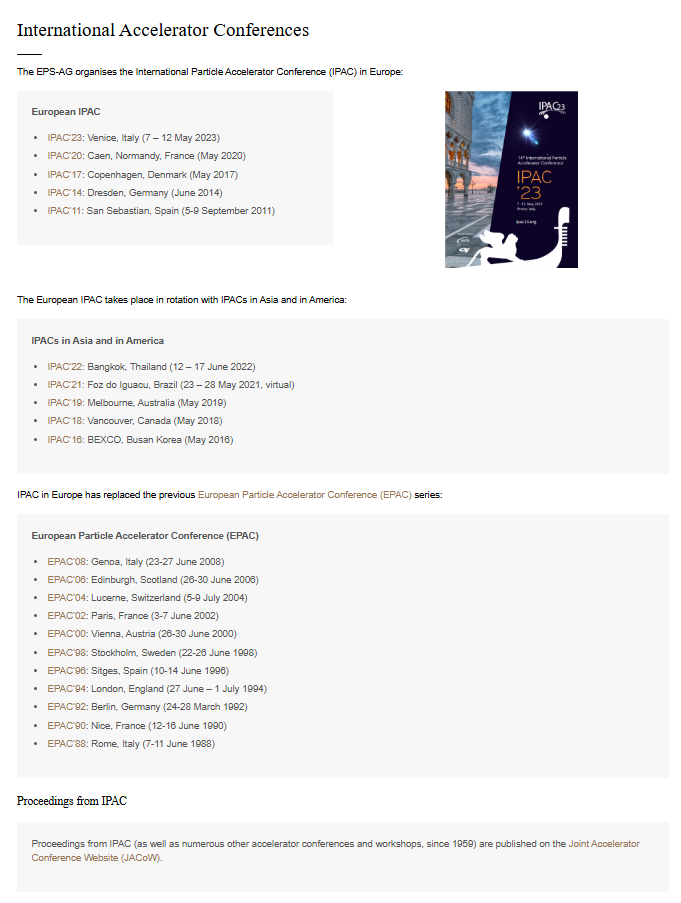 International Accelerator Conferences
The EPS-AG organises the International Particle Accelerator Conference (IPAC) in Europe:
European IPAC
IPAC'23: Venice, Italy (7 – 12 May 2023)
IPAC'20: Caen, Normandy, France (May 2020)
IPAC'17: Copenhagen, Denmark (May 2017)
IPAC'14: Dresden, Germany (June 2014)
IPAC'11: San Sebastian, Spain (5-9 September 2011)
IPAC23
14th International Particle
Accelerator Conference
IPAC
'23
7 - 12 May 2023
Venice, Italy
ipac23.org
The European IPAC takes place in rotation with IPACs in Asia and in America:
IPACs in Asia and in America
IPAC'22: Bangkok, Thailand (12 – 17 June 2022)
IPAC'21: Foz do Iguacu, Brazil (23 – 28 May 2021, virtual)
IPAC'19: Melbourne, Australia (May 2019)
IPAC'18: Vancouver, Canada (May 2018)
IPAC'16: BEXCO, Busan Korea (May 2016)
IPAC in Europe has replaced the previous European Particle Accelerator Conference (EPAC) series:
European Particle Accelerator Conference (EPAC)
EPAC'08: Genoa, Italy (23-27 June 2008)
EPAC'06: Edinburgh, Scotland (26-30 June 2006)
EPAC'04: Lucerne, Switzerland (5-9 July 2004)
EPAC'02: Paris, France (3-7 June 2002)
EPAC'00: Vienna, Austria (26-30 June 2000)
EPAC'98: Stockholm, Sweden (22-26 June 1998)
EPAC'96: Sitges, Spain (10-14 June 1996)
EPAC'94: London, England (27 June – 1 July 1994)
EPAC'92: Berlin, Germany (24-28 March 1992)
EPAC'90: Nice, France (12-16 June 1990)
EPAC'88: Rome, Italy (7-11 June 1988)
Proceedings from IPAC
Proceedings from IPAC (as well as numerous other accelerator conferences and workshops, since 1959) are published on the Joint Accelerator
Conference Website (JACoW).